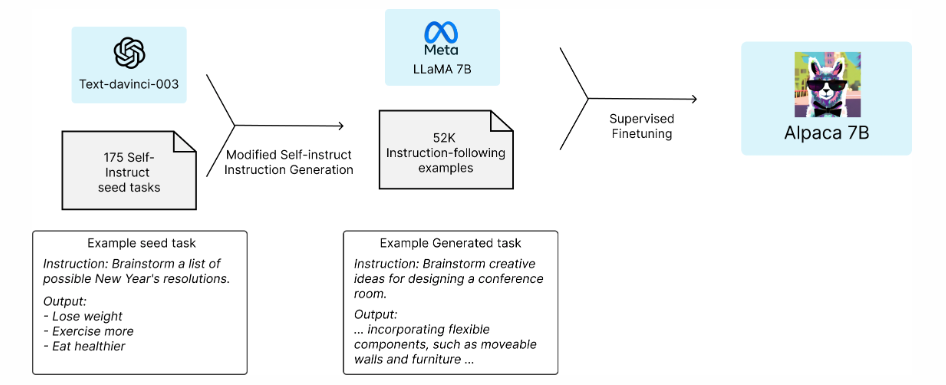 Text-davinci-003
175 Self-
Instruct
seed tasks
Modified Self-instruct
Instruction Generation
Meta
LLaMA 7B
52K
Instruction-following
examples
Supervised
Finetuning
Alpaca 7B
Example seed task
Instruction: Brainstorm a list of
possible New Year's resolutions.
Output:
- Lose weight
- Exercise more
- Eat healthier
Example Generated task
Instruction: Brainstorm creative
ideas for designing a conference
room.
Output:
... incorporating flexible
components, such as moveable
walls and furniture ...